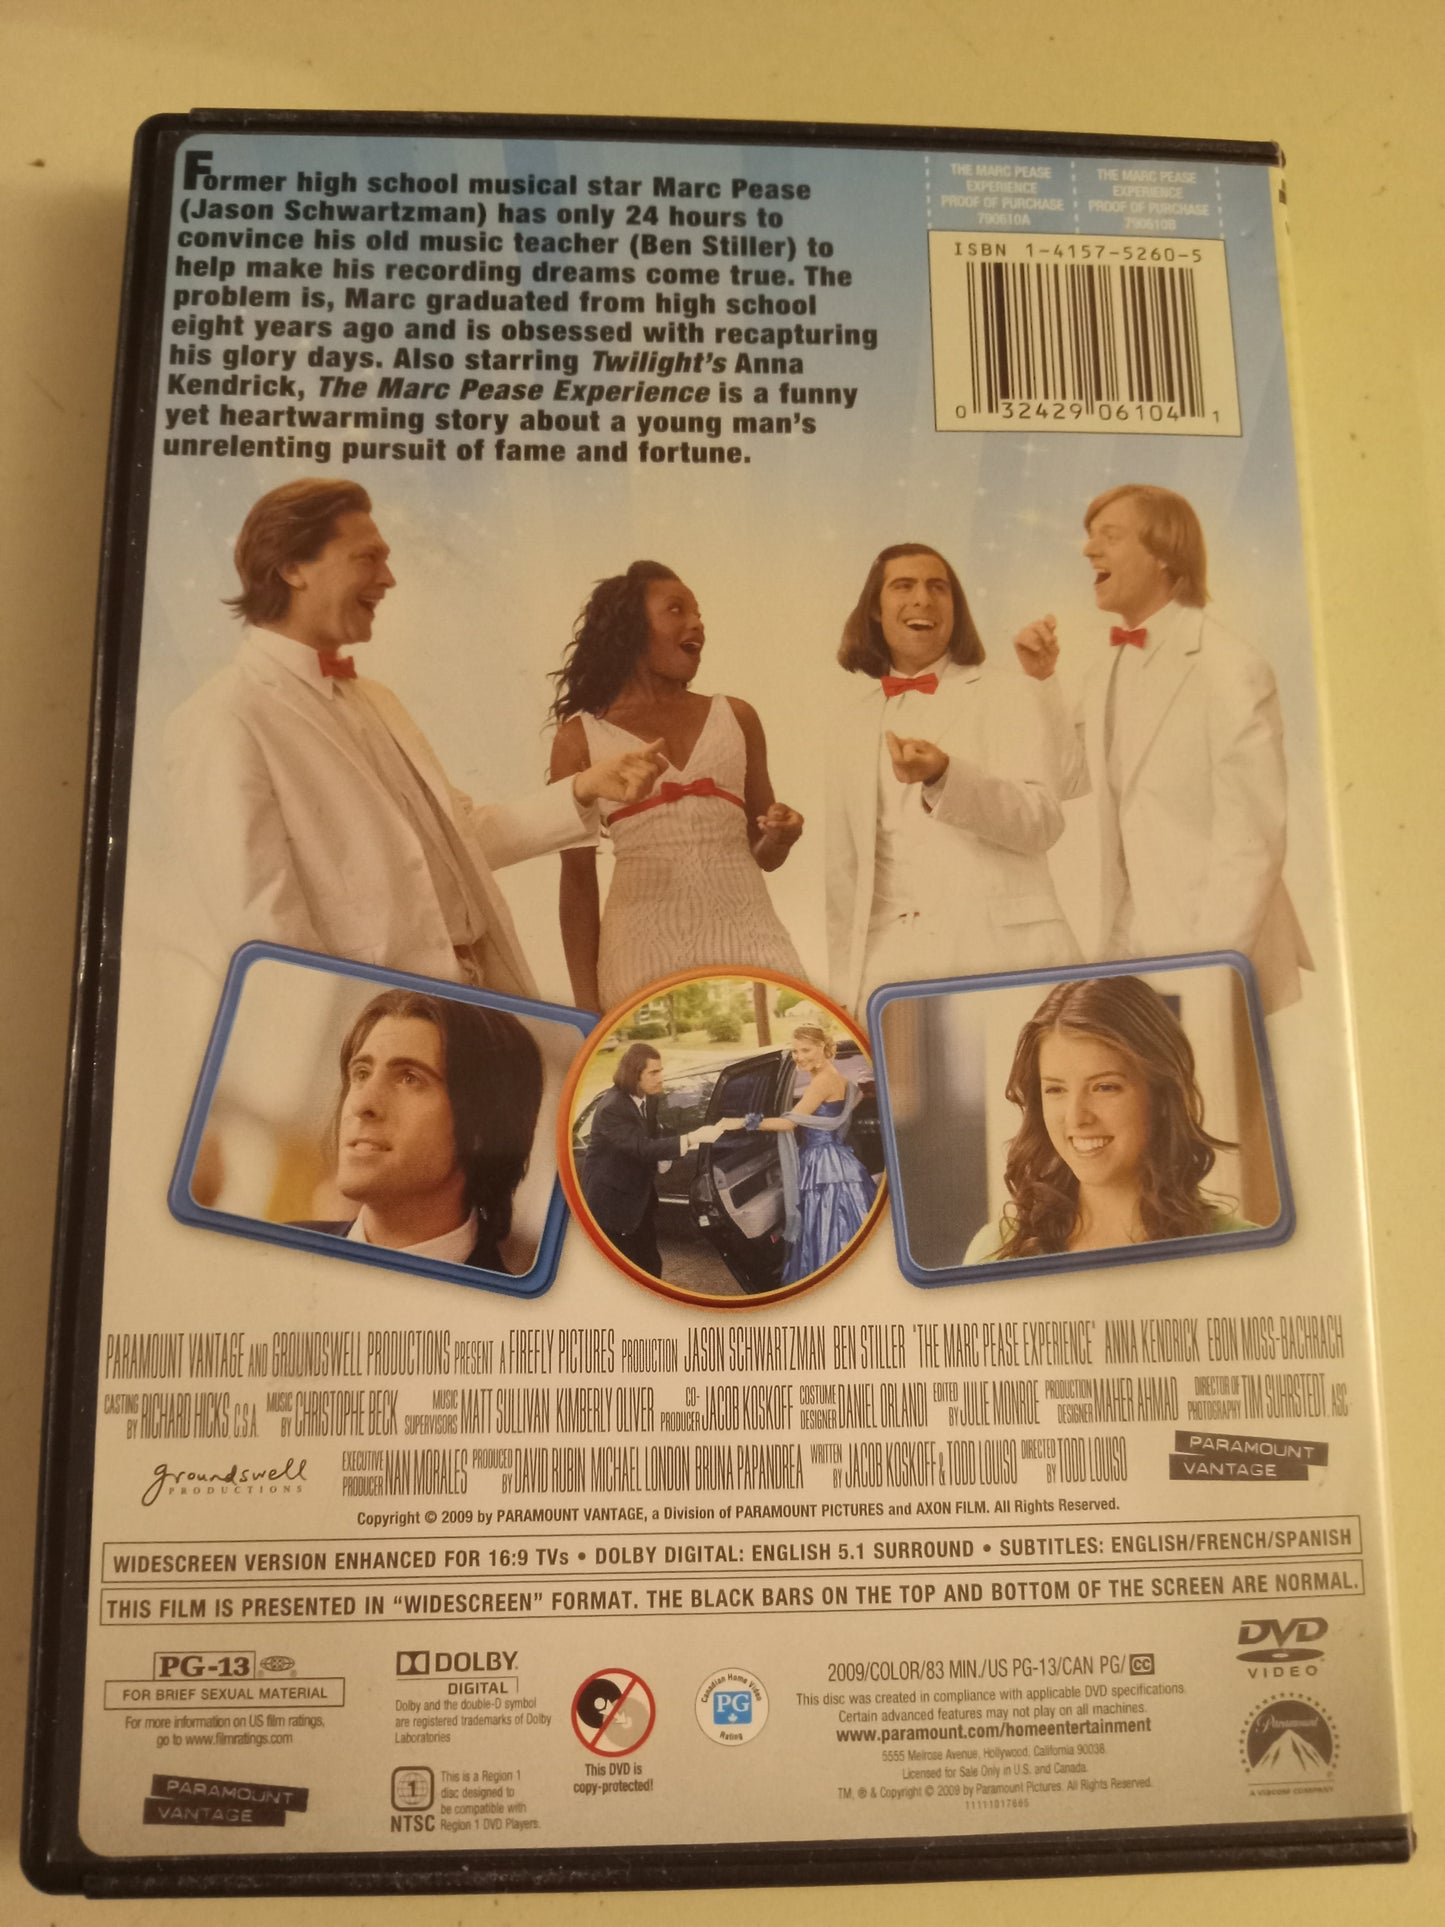 Former high school musical star Marc Pease
(Jason Schwartzman) has only 24 hours to
convince his old music teacher (Ben Stiller) to
help make his recording dreams come true. The
problem is, Marc graduated from high school
eight years ago and is obsessed with recapturing
his glory days. Also starring Twilight's Anna
Kendrick, The Marc Pease Experience is a funny
yet heartwarming story about a young man's
unrelenting pursuit of fame and fortune.
THE MARC PEASE
EXPERIENCE
PROOF OF PURCHASE
790610A
THE MARC PEASE
EXPERIENCE
PROOF OF PURCHASE
790610B
ISBN 1-4157-5260-5
0 32429 06104 1
PARAMOUNT VANTAGE AND GROUNDSWELL PRODUCTIONS PRESENT A FIREFLY PICTURES PRODUCTION JASON SCHWARTZMAN BEN STILLER "THE MARC PEASE EXPERIENCE" ANNA KENDRICK EBON MOSS-BACHRACH
CASTING BY RICHARD HICKS, C.S.A. MUSIC BY CHRISTOPHE BECK MUSIC SUPERVISORS MATT SULLIVAN KIMBERLY OLIVER CO-PRODUCER JACOB KOSKOFF COSTUME DESIGNER DANIEL ORLANDI EDITED BY JULIE MONROE PRODUCTION DESIGNER MAHER AHMAD DIRECTOR OF PHOTOGRAPHY TIM SUHRSTEDT, ASC
groundswell
PRODUCTIONS
EXECUTIVE PRODUCER NAN MORALES PRODUCED BY DAVID RUBIN MICHAEL LONDON BRUNA PAPANDREA WRITTEN BY JACOB KOSKOFF & TODD LOUISO DIRECTED BY TODD LOUISO
PARAMOUNT
VANTAGE
Copyright © 2009 by PARAMOUNT VANTAGE, a Division of PARAMOUNT PICTURES and AXON FILM. All Rights Reserved.
WIDESCREEN VERSION ENHANCED FOR 16:9 TVs • DOLBY DIGITAL: ENGLISH 5.1 SURROUND • SUBTITLES: ENGLISH/FRENCH/SPANISH
THIS FILM IS PRESENTED IN "WIDESCREEN" FORMAT. THE BLACK BARS ON THE TOP AND BOTTOM OF THE SCREEN ARE NORMAL.
PG-13
FOR BRIEF SEXUAL MATERIAL
For more information on US film ratings,
go to www.filmratings.com
PARAMOUNT
VANTAGE
DOLBY
DIGITAL
Dolby and the double-D symbol
are registered trademarks of Dolby
Laboratories
1
NTSC
This is a Region 1
disc designed to
be compatible with
Region 1 DVD Players.
This DVD is
copy-protected!
Canadian Home Video
PG
Rating
2009/COLOR/83 MIN./US PG-13/CAN PG/ CC
This disc was created in compliance with applicable DVD specifications.
Certain advanced features may not play on all machines.
www.paramount.com/homeentertainment
5555 Melrose Avenue, Hollywood, California 90038.
Licensed for Sale Only in U.S. and Canada.
TM, ® & Copyright © 2009 by Paramount Pictures. All Rights Reserved.
11111017665
DVD
VIDEO
Paramount
A VIACOM COMPANY